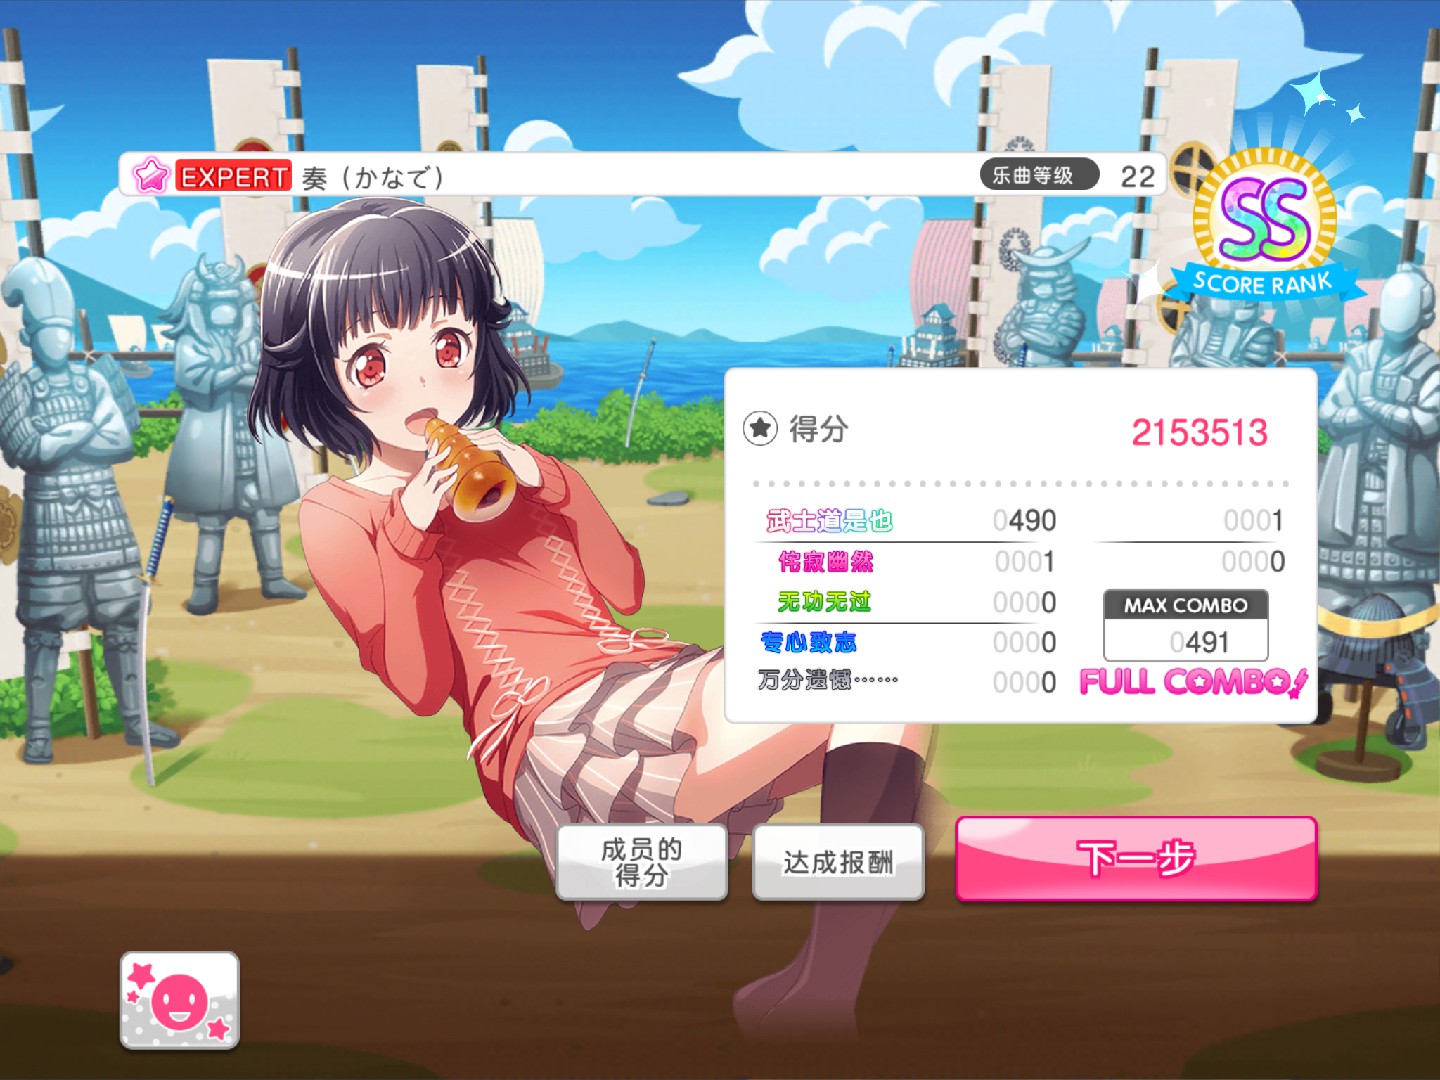 EXPERT 奏（かなで） 乐曲等级 22
SS
SCORE RANK
得分 2153513
武士道是也 0490 0001
侘寂幽然 0001 0000
无功无过 0000
MAX COMBO
专心致志 0000
0491
万分遗憾…… 0000
FULL COMBO!
成员的
得分
达成报酬
下一步